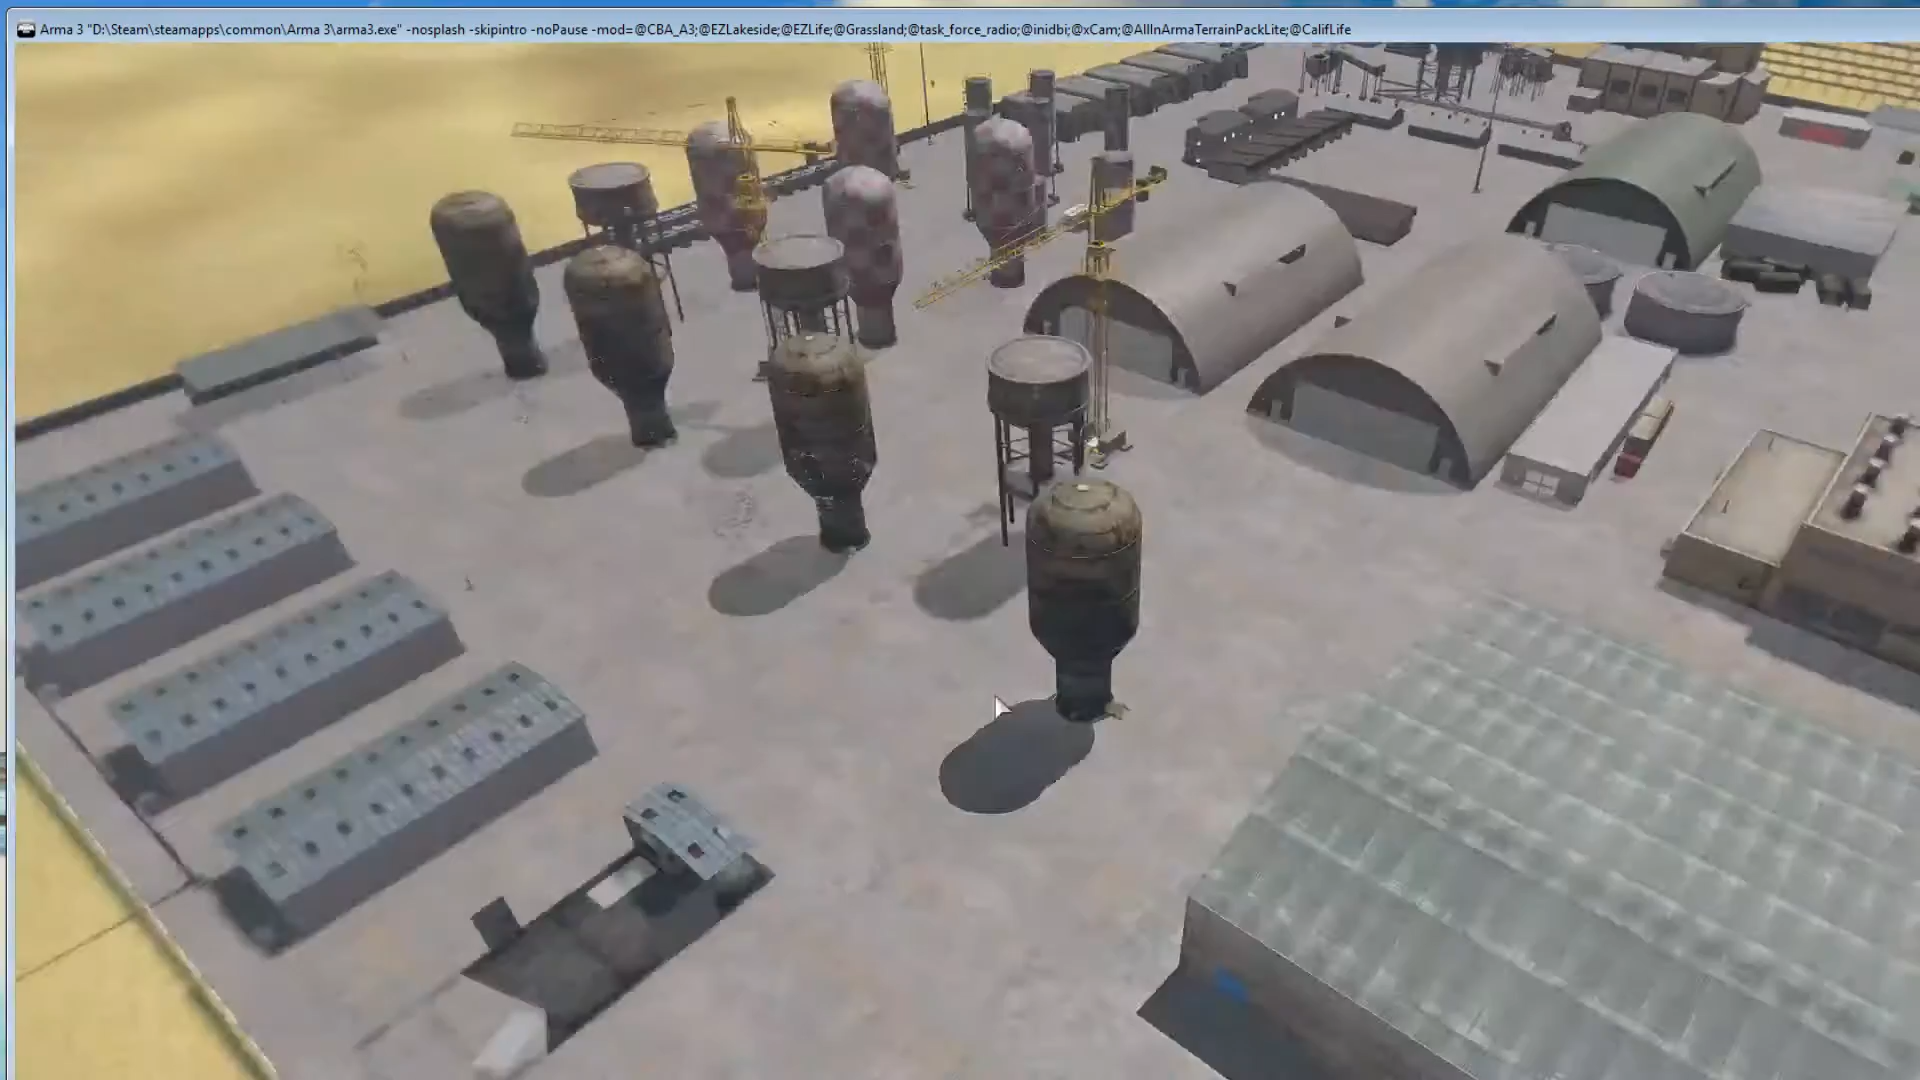 Arma 3 "D:\Steam\steamapps\common\Arma 3\arma3.exe" -nosplash -skipintro -noPause -mod=@CBA_A3;@EZLakeside;@EZLife;@Grassland;@task_force_radio;@inidbi;@xCam;@AllInArmaTerrainPackLite;@CalifLife